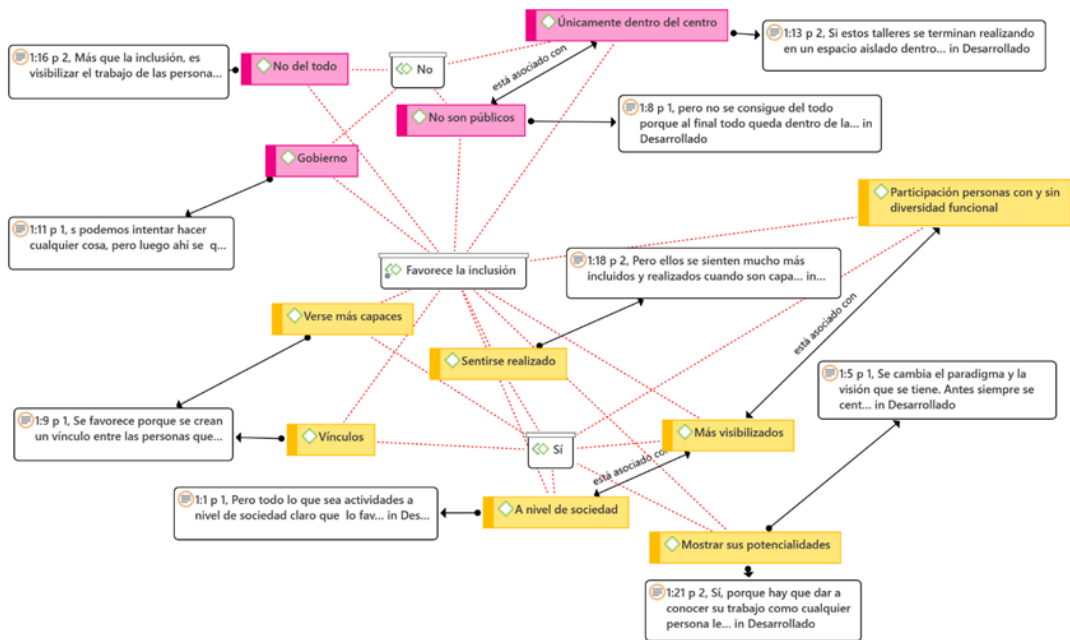 Únicamente dentro del centro
1:13 p 2, Si estos talleres se terminan realizando
en un espacio aislado dentro... in Desarrollado
1:16 p 2, Más que la inclusión, es
visibilizar el trabajo de las persona...
No del todo
No
está asociado con
No son públicos
1:8 p 1, pero no se consigue del todo
porque al final todo queda dentro de la... in
Desarrollado
Gobierno
Participación personas con y sin
diversidad funcional
1:11 p 1, s podemos intentar hacer
cualquier cosa, pero luego ahí se q...
Favorece la inclusión
1:18 p 2, Pero ellos se sienten mucho más
incluidos y realizados cuando son capa... in...
está asociado con
Verse más capaces
Sentirse realizado
1:5 p 1, Se cambia el paradigma y la
visión que se tiene. Antes siempre se
cent... in Desarrollado
1:9 p 1, Se favorece porque se crean
un vínculo entre las personas que...
Vínculos
Sí
Más visibilizados
está asociado con
1:1 p 1, Pero todo lo que sea actividades a
nivel de sociedad claro que lo fav... in Des...
A nivel de sociedad
Mostrar sus potencialidades
1:21 p 2, Sí, porque hay que dar a
conocer su trabajo como cualquier
persona le... in Desarrollado